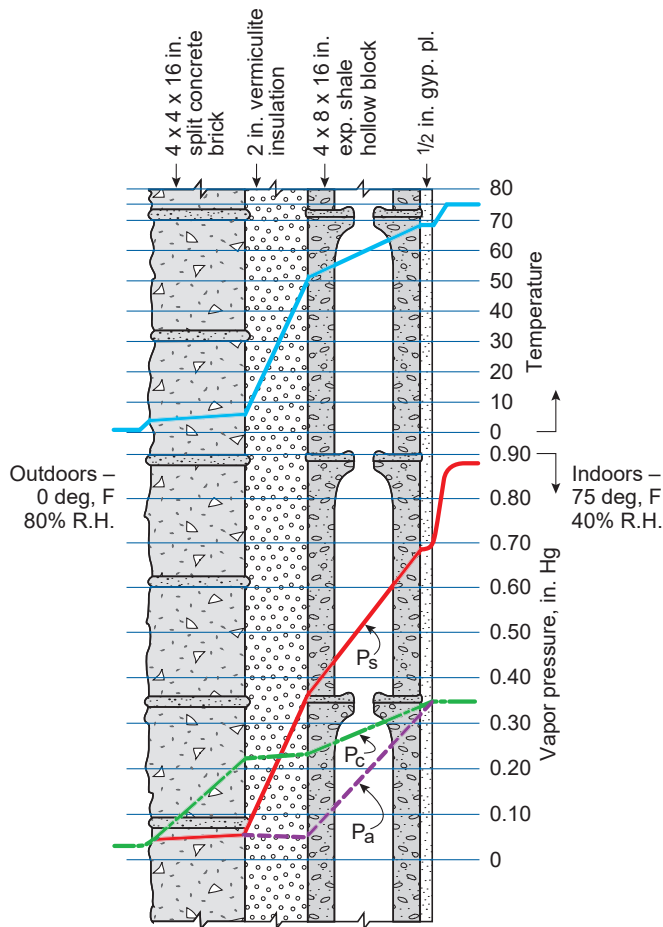 4 x 4 x 16 in.
split concrete
brick
2 in. vermiculite
insulation
4 x 8 x 16 in.
exp. shale
hollow block
1/2 in. gyp. pl.
80
70
60
50
40
30
20
10
0
Temperature
0.90
0.80
0.70
0.60
0.50
0.40
0.30
0.20
0.10
0
Vapor pressure, in. Hg
Outdoors –
0 deg, F
80% R.H.
Indoors –
75 deg, F
40% R.H.
Ps
Pc
Pa